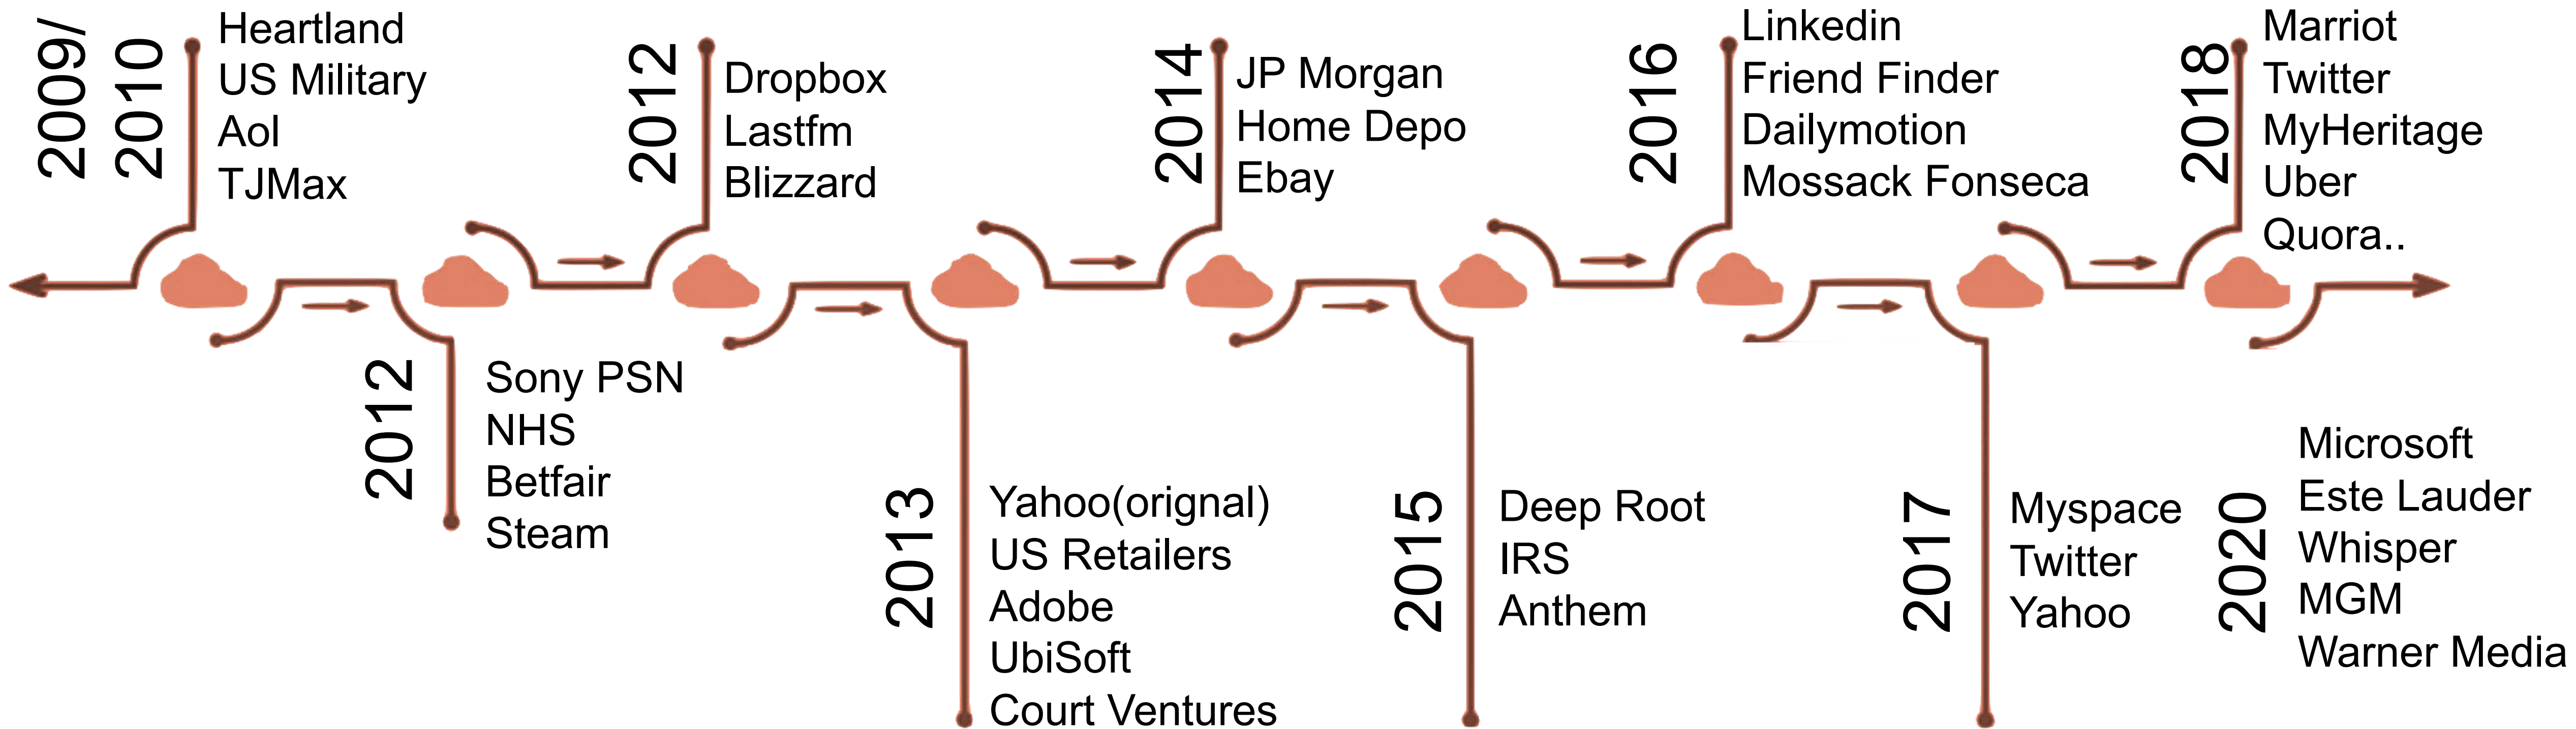 2009/
2010
Heartland
US Military
Aol
TJMax
2012
Sony PSN
NHS
Betfair
Steam
2012
Dropbox
Lastfm
Blizzard
2013
Yahoo(orignal)
US Retailers
Adobe
UbiSoft
Court Ventures
2014
JP Morgan
Home Depo
Ebay
2015
Deep Root
IRS
Anthem
2016
Linkedin
Friend Finder
Dailymotion
Mossack Fonseca
2017
Myspace
Twitter
Yahoo
2018
Marriot
Twitter
MyHeritage
Uber
Quora..
2020
Microsoft
Este Lauder
Whisper
MGM
Warner Media